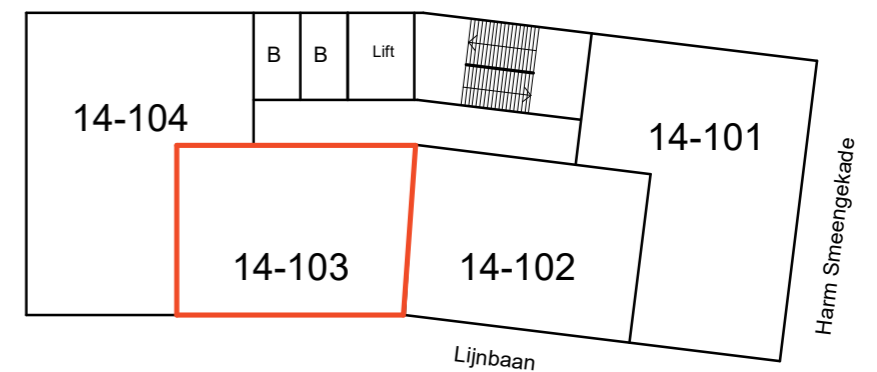 B
B
Lift
14-104
14-101
14-103
14-102
Harm Smeengekade
Lijnbaan